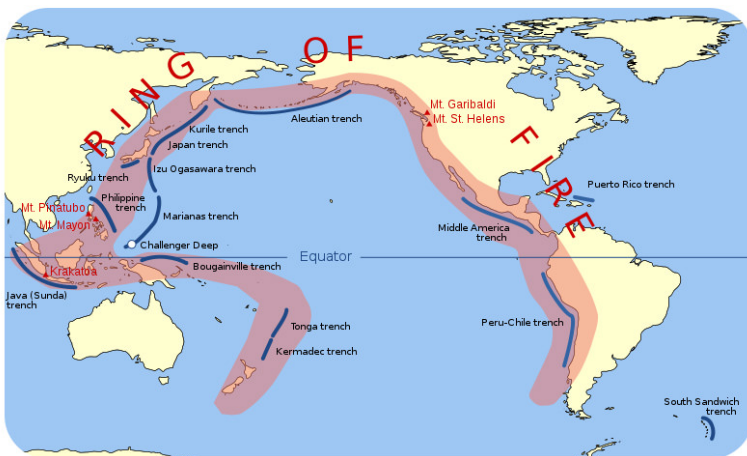 RING OF FIRE
Mt. Garibaldi
Mt. St. Helens
Aleutian trench
Kurile trench
Japan trench
Izu Ogasawara trench
Ryuku trench
Philippine
trench
Puerto Rico trench
Mt. Pinatubo
Mt. Mayon
Marianas trench
Middle America
trench
Challenger Deep
Equator
Krakatoa
Bougainville trench
Java (Sunda)
trench
Tonga trench
Peru-Chile trench
Kermadec trench
South Sandwich
trench